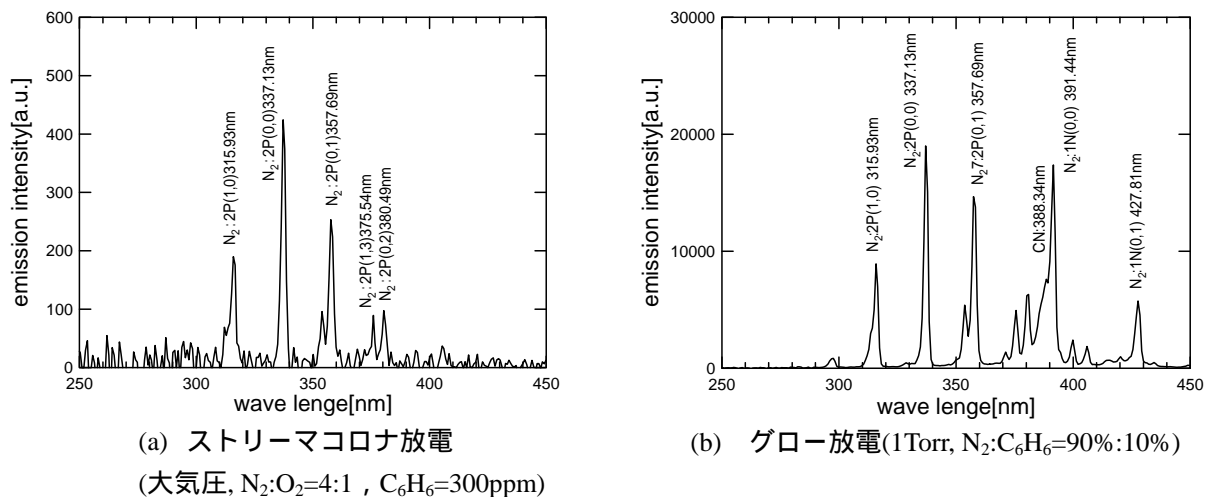 600
500
400
300
200
100
0
250
300
350
400
450
emission intensity[a.u.]
wave lenge[nm]
N₂: 2P(1,0)315.93nm
N₂: 2P(0,0)337.13nm
N₂: 2P(0,1)357.69nm
N₂: 2P(1,3)375.54nm
N₂: 2P(0,2)380.49nm
(a) ストリーマコロナ放電
(大気圧, N₂:O₂=4:1 , C₆H₆=300ppm)
30000
20000
10000
0
250
300
350
400
450
emission intensity[a.u.]
wave lenge[nm]
N₂:2P(1,0) 315.93nm
N₂:2P(0,0) 337.13nm
N₂7:2P(0,1) 357.69nm
CN:388.34nm
N₂:1N(0,0) 391.44nm
N₂:1N(0,1) 427.81nm
(b) グロー放電(1Torr, N₂:C₆H₆=90%:10%)